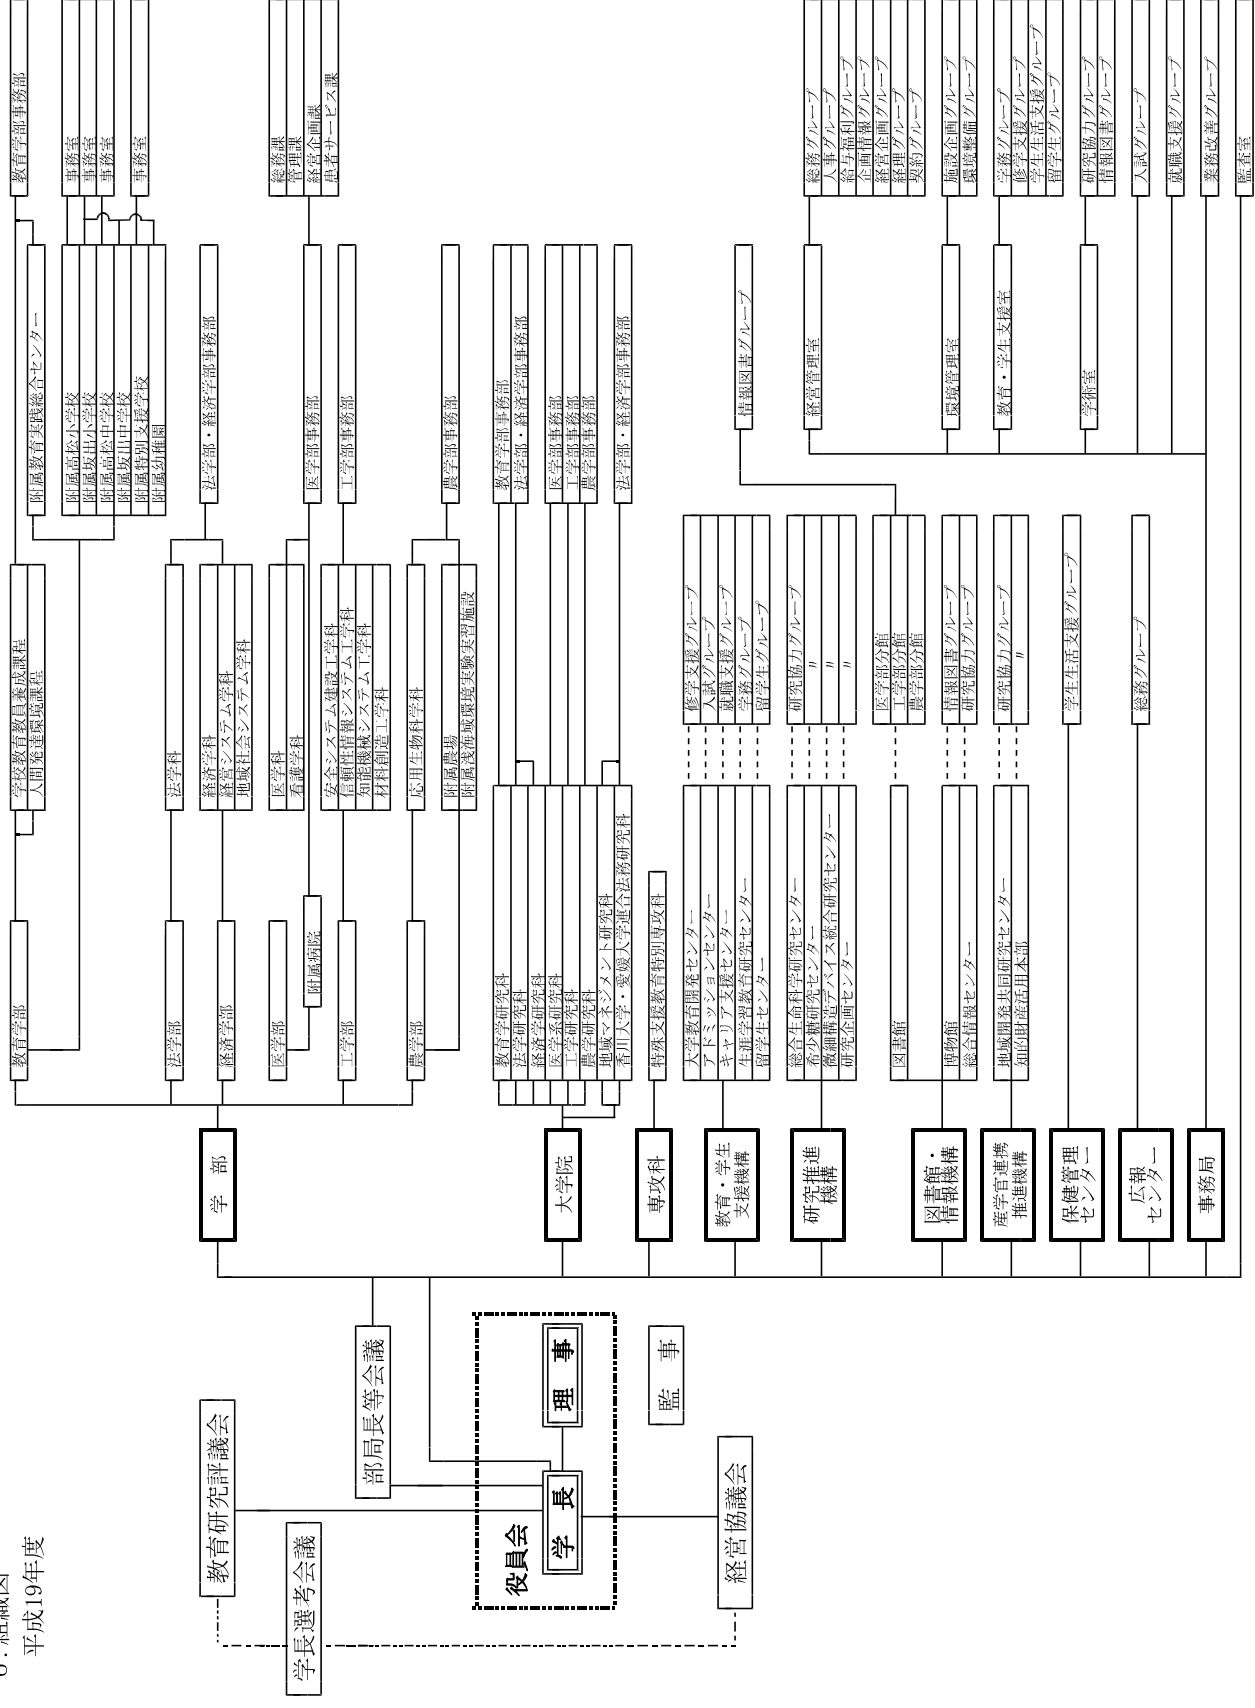 組織図
平成19年度
学長選考会議
教育研究評議会
部局長等会議
役員会
学　長
理　事
監　事
経営協議会
学　部
教育学部
学校教育教員養成課程
人間発達環境課程
教育学部事務部
附属教育実践総合センター
附属高松小学校
附属坂出小学校
附属高松中学校
附属坂出中学校
附属特別支援学校
附属幼稚園
事務室
事務室
事務室
事務室
法学部
法学科
経済学部
経済学科
経営システム学科
地域社会システム学科
法学部・経済学部事務部
医学部
医学科
看護学科
附属病院
医学部事務部
総務課
管理課
経営企画課
患者サービス課
工学部
安全システム建設工学科
信頼性情報システム工学科
知能機械システム工学科
材料創造工学科
工学部事務部
農学部
応用生物科学科
附属農場
附属浅海域環境実験実習施設
農学部事務部
大学院
教育学研究科
法学研究科
経済学研究科
医学系研究科
工学研究科
農学研究科
地域マネジメント研究科
香川大学・愛媛大学連合法務研究科
教育学部事務部
法学部・経済学部事務部
医学部事務部
工学部事務部
農学部事務部
法学部・経済学部事務部
専攻科
特殊支援教育特別専攻科
教育・学生
支援機構
大学教育開発センター
アドミッションセンター
キャリア支援センター
生涯学習教育研究センター
留学生センター
修学支援グループ
入試グループ
就職支援グループ
学務グループ
留学生グループ
研究推進
機構
総合生命科学研究センター
希少糖研究センター
微細構造デバイス統合研究センター
研究企画センター
研究協力グループ
〃
〃
〃
図書館・
情報機構
図書館
医学部分館
工学部分館
農学部分館
情報図書グループ
博物館
総合情報センター
情報図書グループ
研究協力グループ
産学官連携
推進機構
地域開発共同研究センター
知的財産活用本部
研究協力グループ
〃
保健管理
センター
学生生活支援グループ
広報
センター
総務グループ
事務局
経営管理室
総務グループ
人事グループ
給与福利グループ
企画情報グループ
経営企画グループ
経理グループ
契約グループ
環境管理室
施設企画グループ
環境整備グループ
教育・学生支援室
学務グループ
修学支援グループ
学生生活支援グループ
留学生グループ
学術室
研究協力グループ
情報図書グループ
入試グループ
就職支援グループ
業務改善グループ
監査室